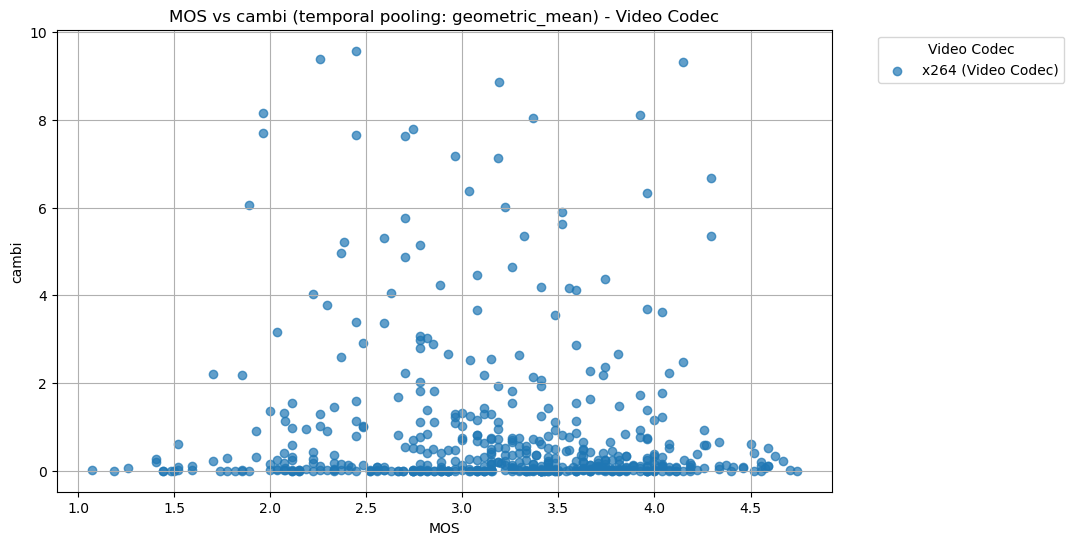 MOS vs cambi (temporal pooling: geometric_mean) - Video Codec
Video Codec
x264 (Video Codec)
cambi
10
8
6
4
2
0
1.0 1.5 2.0 2.5 3.0 3.5 4.0 4.5
MOS